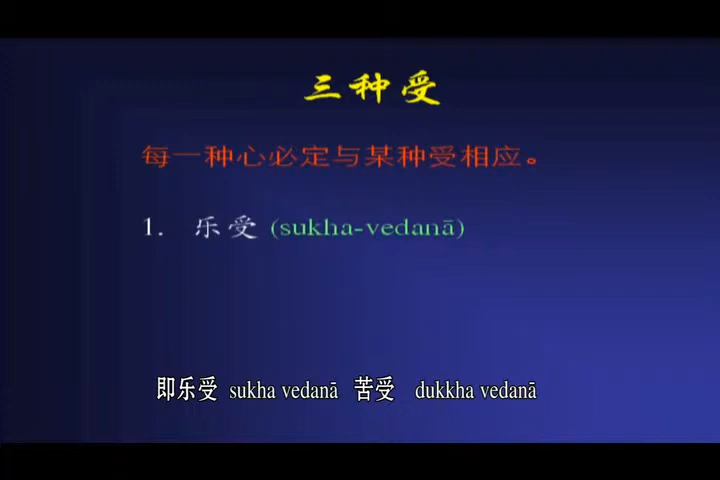 三种受
每一种心必定与某种受相应。
1. 乐受 (sukha-vedanā)
即乐受 sukha vedanā 苦受 dukkha vedanā